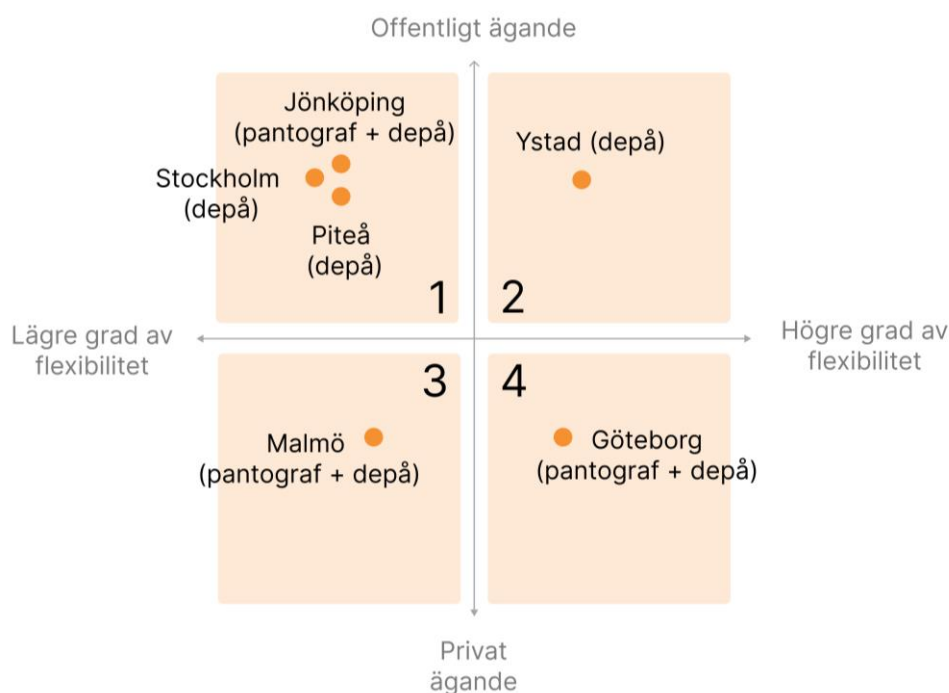 Offentligt ägande
Jönköping
(pantograf + depå)
Stockholm
(depå)
Piteå
(depå)
1
Ystad (depå)
2
Lägre grad av
flexibilitet
Högre grad av
flexibilitet
3
Malmö
(pantograf + depå)
4
Göteborg
(pantograf + depå)
Privat
ägande